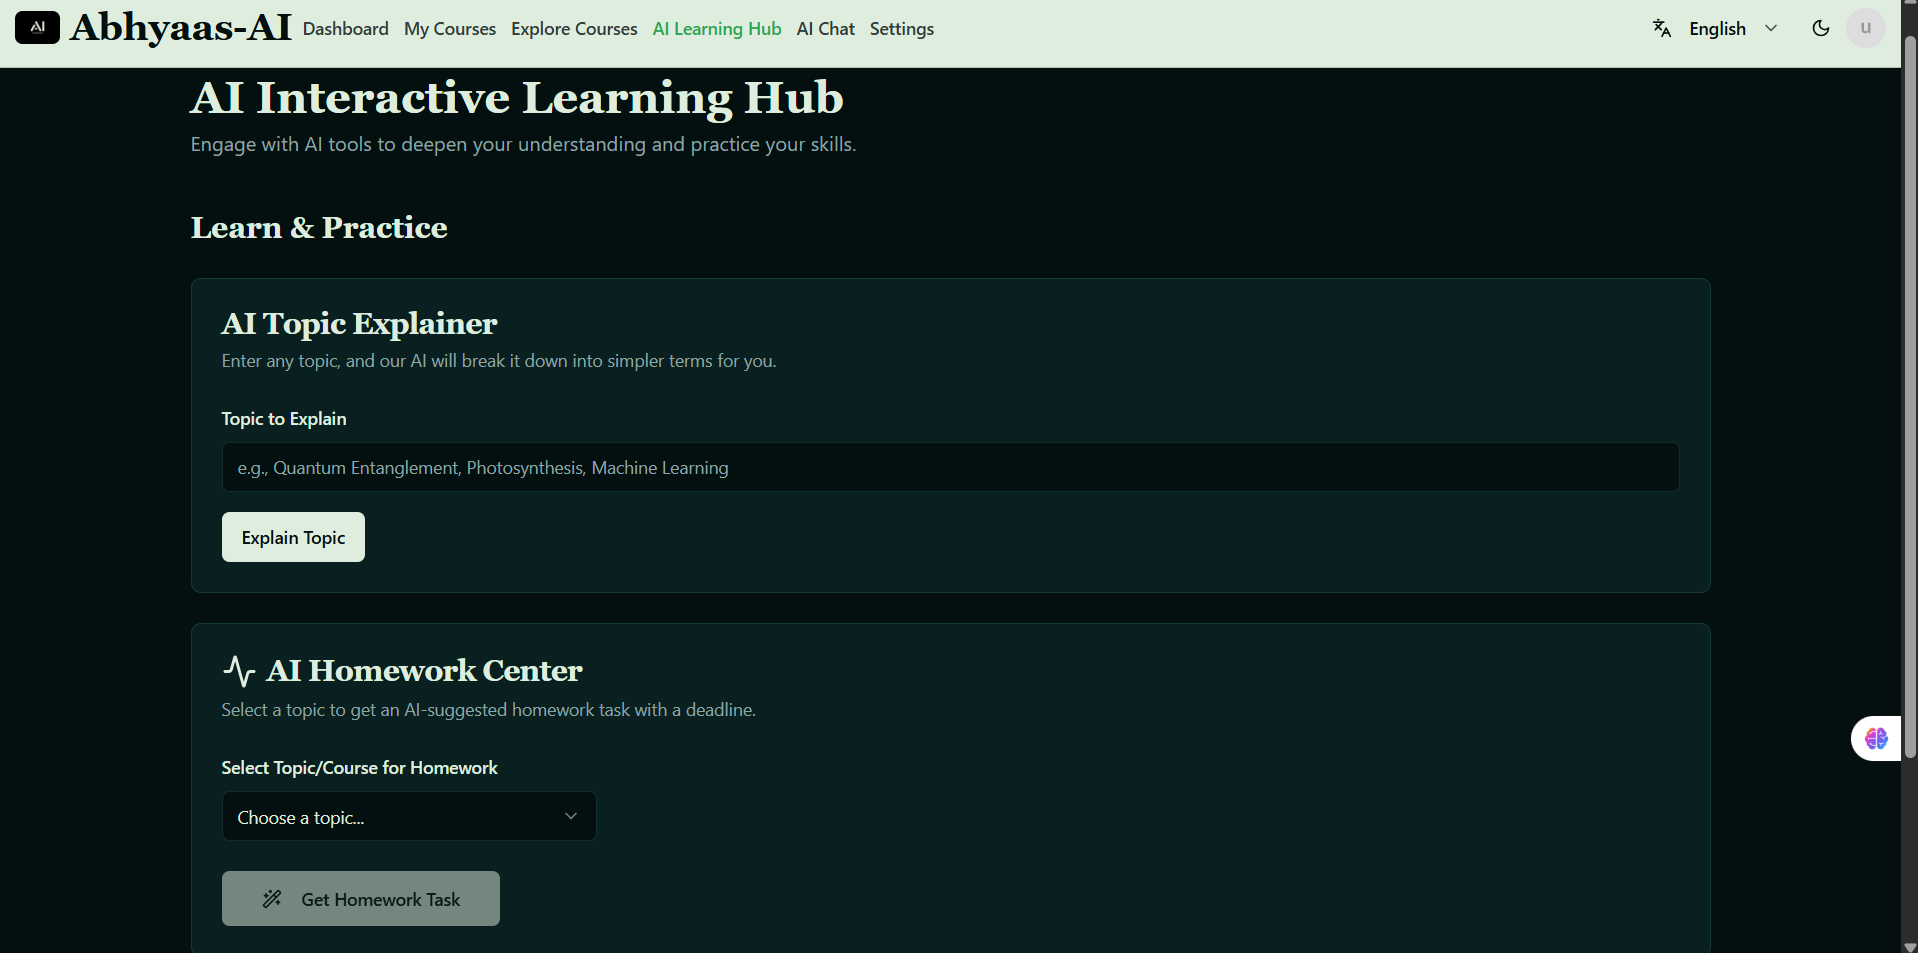 AI Abhyaas-AI Dashboard My Courses Explore Courses AI Learning Hub AI Chat Settings English u
AI Interactive Learning Hub
Engage with AI tools to deepen your understanding and practice your skills.
Learn & Practice
AI Topic Explainer
Enter any topic, and our AI will break it down into simpler terms for you.
Topic to Explain
e.g., Quantum Entanglement, Photosynthesis, Machine Learning
Explain Topic
AI Homework Center
Select a topic to get an AI-suggested homework task with a deadline.
Select Topic/Course for Homework
Choose a topic...
Get Homework Task